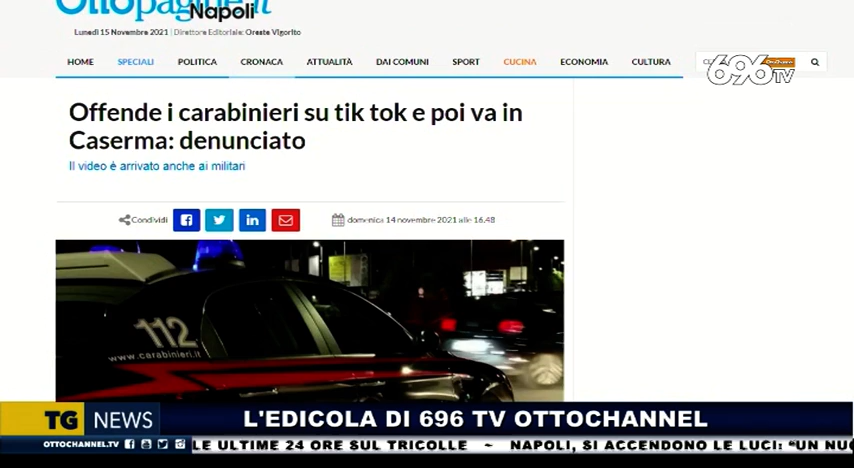 Ottopagine.it
Napoli
Lunedì 15 Novembre 2021 | Direttore Editoriale: Oreste Vigorito
HOME SPECIALI POLITICA CRONACA ATTUALITÀ DAI COMUNI SPORT CUCINA ECONOMIA CULTURA
696 TV
Offende i carabinieri su tik tok e poi va in
Caserma: denunciato
Il video è arrivato anche ai militari
Condividi domenica 14 novembre 2021 alle 16.48
112
www.carabinieri.it
TG NEWS L'EDICOLA DI 696 TV OTTOCHANNEL
OTTOCHANNEL.TV LE ULTIME 24 ORE SUL TRICOLLE ~ NAPOLI, SI ACCENDONO LE LUCI: "UN NUO